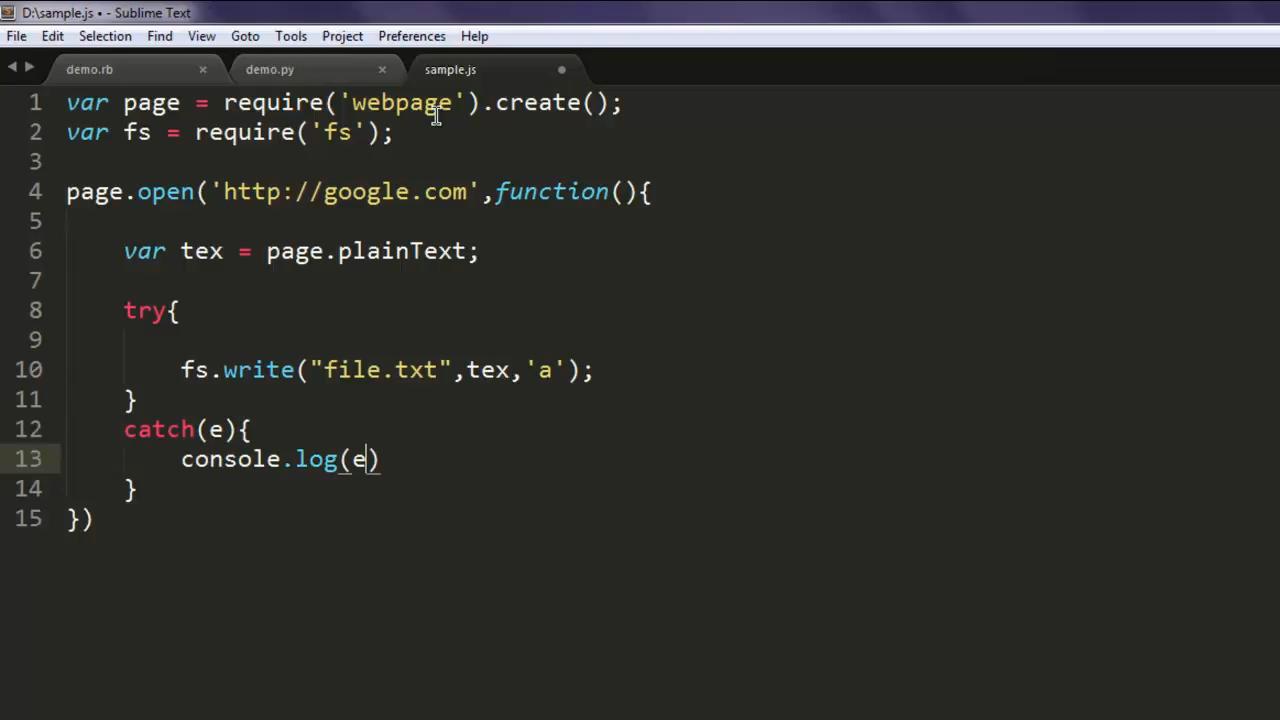 D:\sample.js • - Sublime Text
File Edit Selection Find View Goto Tools Project Preferences Help
demo.rb × demo.py × sample.js
1 var page = require('webpage').create();
2 var fs = require('fs');
3
4 page.open('http://google.com',function(){
5
6 var tex = page.plainText;
7
8 try{
9
10 fs.write("file.txt",tex,'a');
11 }
12 catch(e){
13 console.log(e)
14 }
15 })